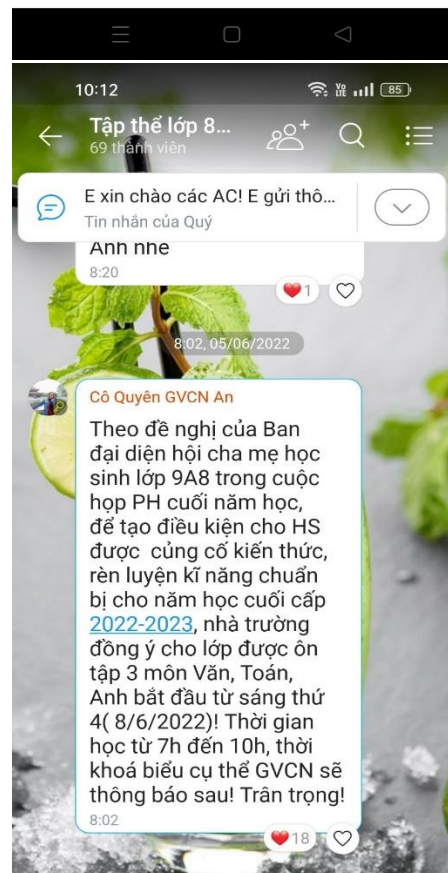 10:12
Vo LTE 85
Tập thể lớp 8...
69 thành viên
E xin chào các AC! E gửi thô...
Tin nhắn của Quý
Anh nhé
8:20
1
8:02, 05/06/2022
Cô Quyên GVCN An
Theo đề nghị của Ban
đại diện hội cha mẹ học
sinh lớp 9A8 trong cuộc
họp PH cuối năm học,
để tạo điều kiện cho HS
được củng cố kiến thức,
rèn luyện kĩ năng chuẩn
bị cho năm học cuối cấp
2022-2023, nhà trường
đồng ý cho lớp được ôn
tập 3 môn Văn, Toán,
Anh bắt đầu từ sáng thứ
4( 8/6/2022)! Thời gian
học từ 7h đến 10h, thời
khoá biểu cụ thể GVCN sẽ
thông báo sau! Trân trọng!
8:02
18